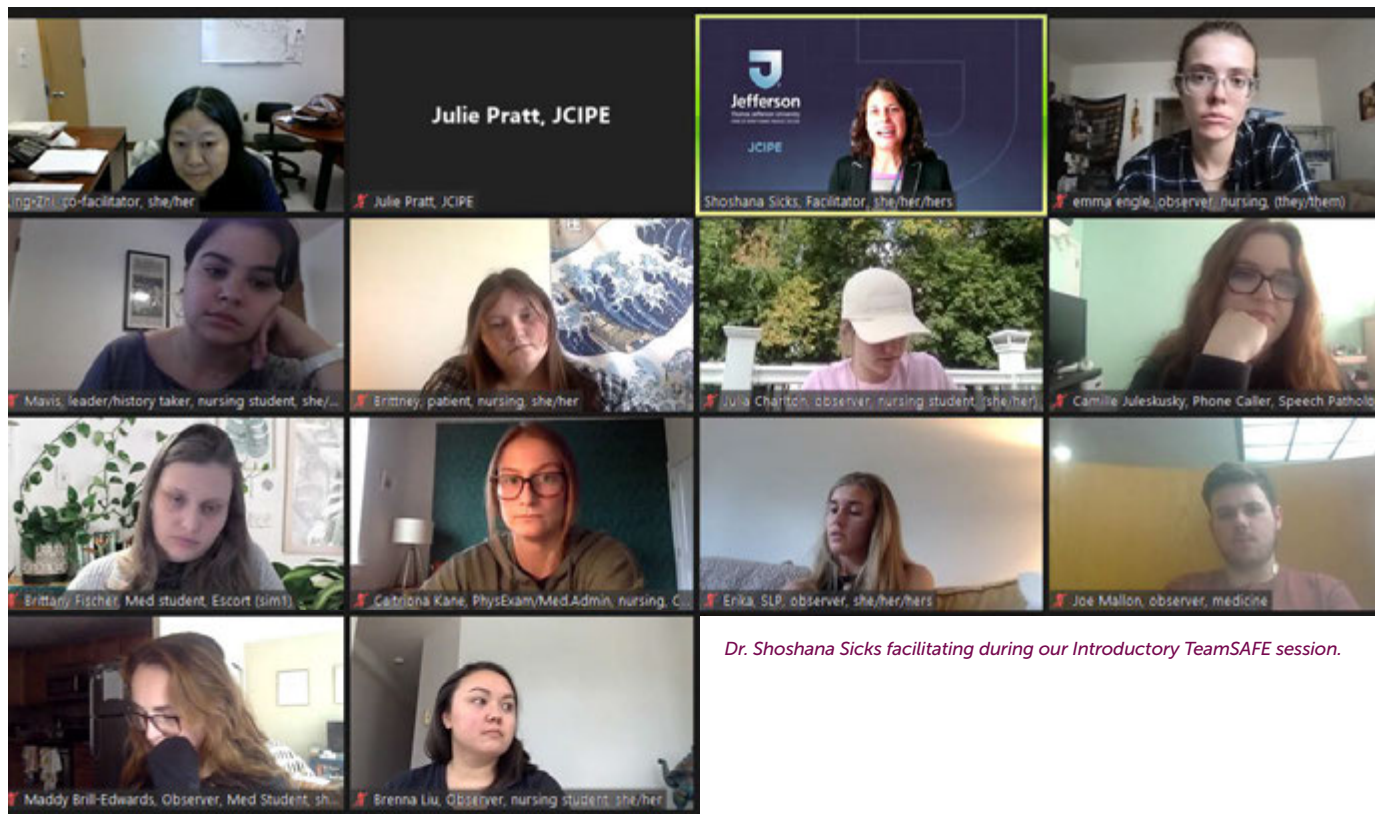 Julie Pratt, JCIPE
Jefferson
Thomas Jefferson University
JCIPE
ing-Zhi, co-facilitator, she/her
Julie Pratt, JCIPE
Shoshana Sicks, Facilitator, she/her/hers
emma engle, observer, nursing, (they/them)
Mavis, leader/history taker, nursing student, she/...
Brittney, patient, nursing, she/her
Julia Charlton, observer, nursing student, (she/her)
Camille Juleskusky, Phone Caller, Speech Patholo
Brittany Fischer, Med student, Escort (sim1)
Caitriona Kane, PhysExam/Med.Admin, nursing, C...
Erika, SLP, observer, she/her/hers
Joe Mallon, observer, medicine
Dr. Shoshana Sicks facilitating during our Introductory TeamSAFE session.
Maddy Brill-Edwards, Observer, Med Student, sh...
Brenna Liu, Observer, nursing student, she/her